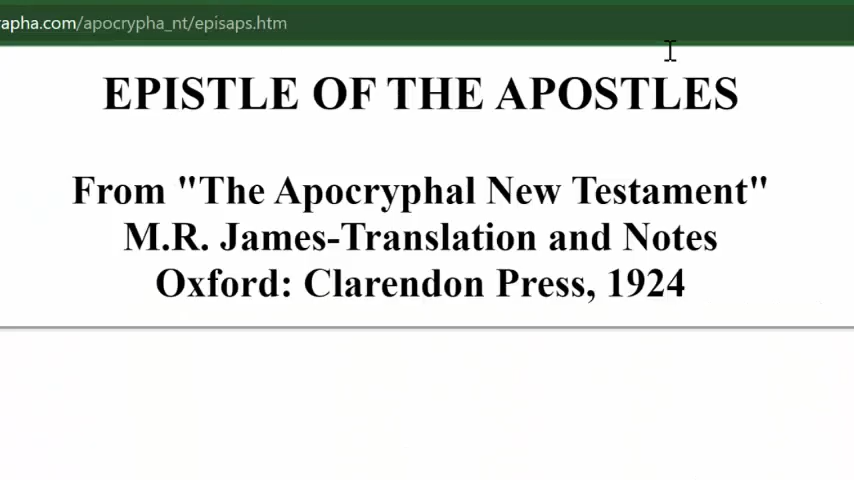 rapha.com/apocrypha_nt/episaps.htm
EPISTLE OF THE APOSTLES
From "The Apocryphal New Testament"
M.R. James-Translation and Notes
Oxford: Clarendon Press, 1924